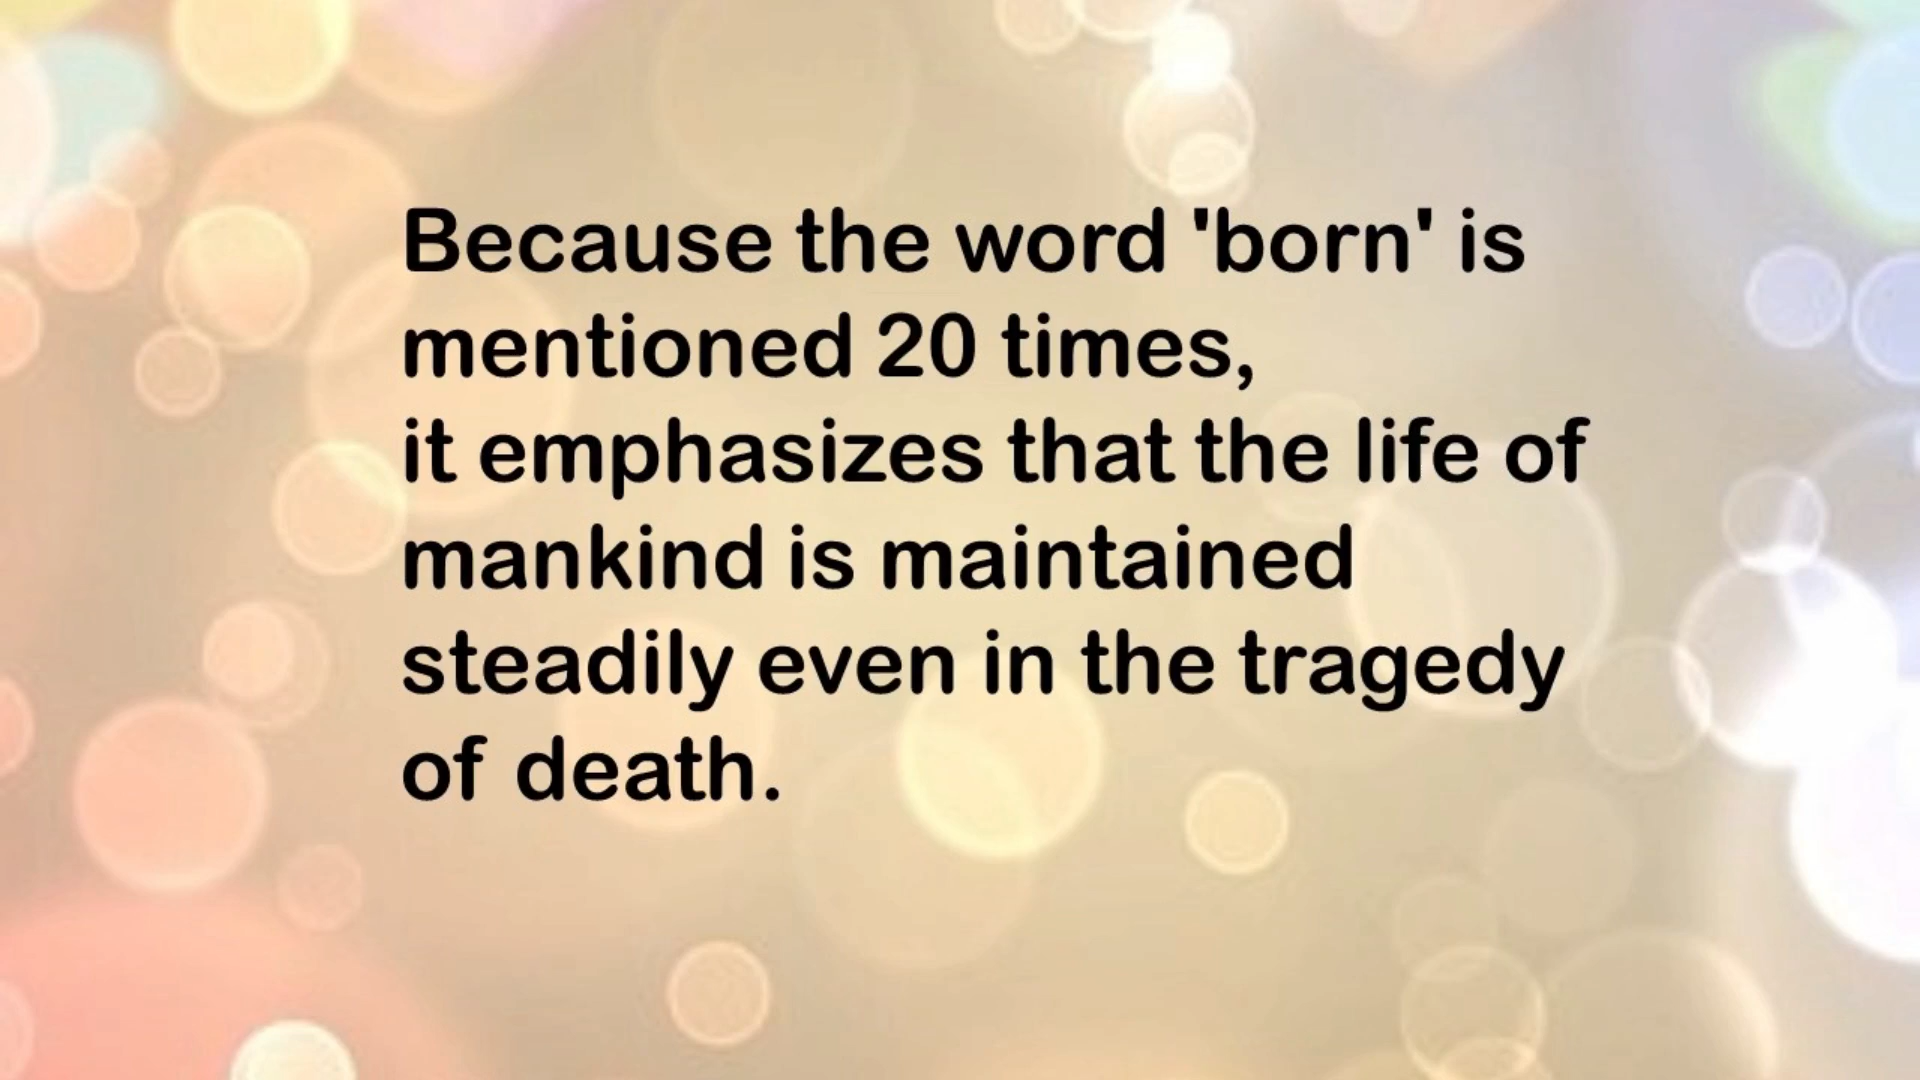 Because the word 'born' is
mentioned 20 times,
it emphasizes that the life of
mankind is maintained
steadily even in the tragedy
of death.